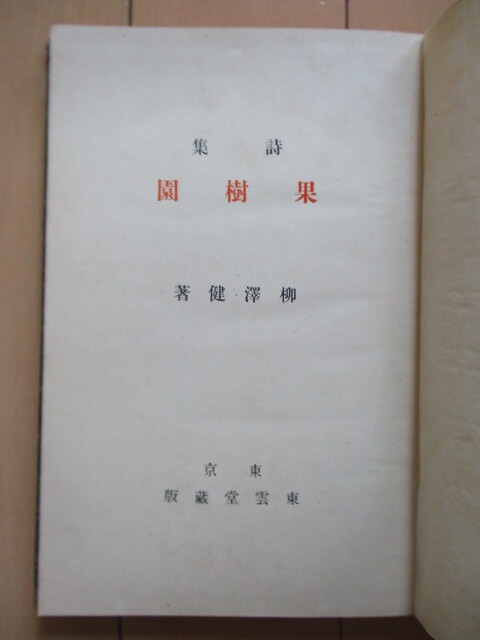 詩集
果樹園
柳澤健著
東京
東雲堂藏版